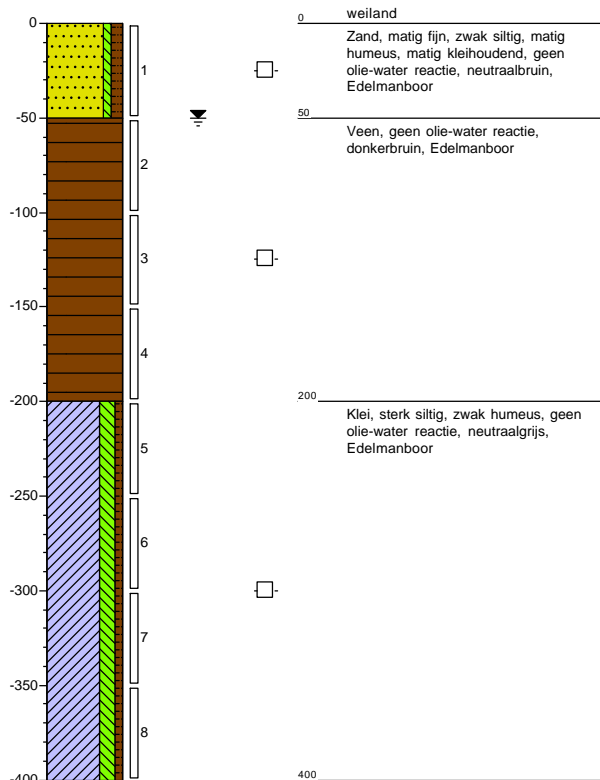 weiland
0
0
Zand, matig fijn, zwak siltig, matig
humeus, matig kleihoudend, geen
olie-water reactie, neutraalbruin,
Edelmanboor
1
-50
50
Veen, geen olie-water reactie,
donkerbruin, Edelmanboor
2
-100
3
-150
4
-200
200
Klei, sterk siltig, zwak humeus, geen
olie-water reactie, neutraalgrijs,
Edelmanboor
5
-250
6
-300
7
-350
8
-400
400